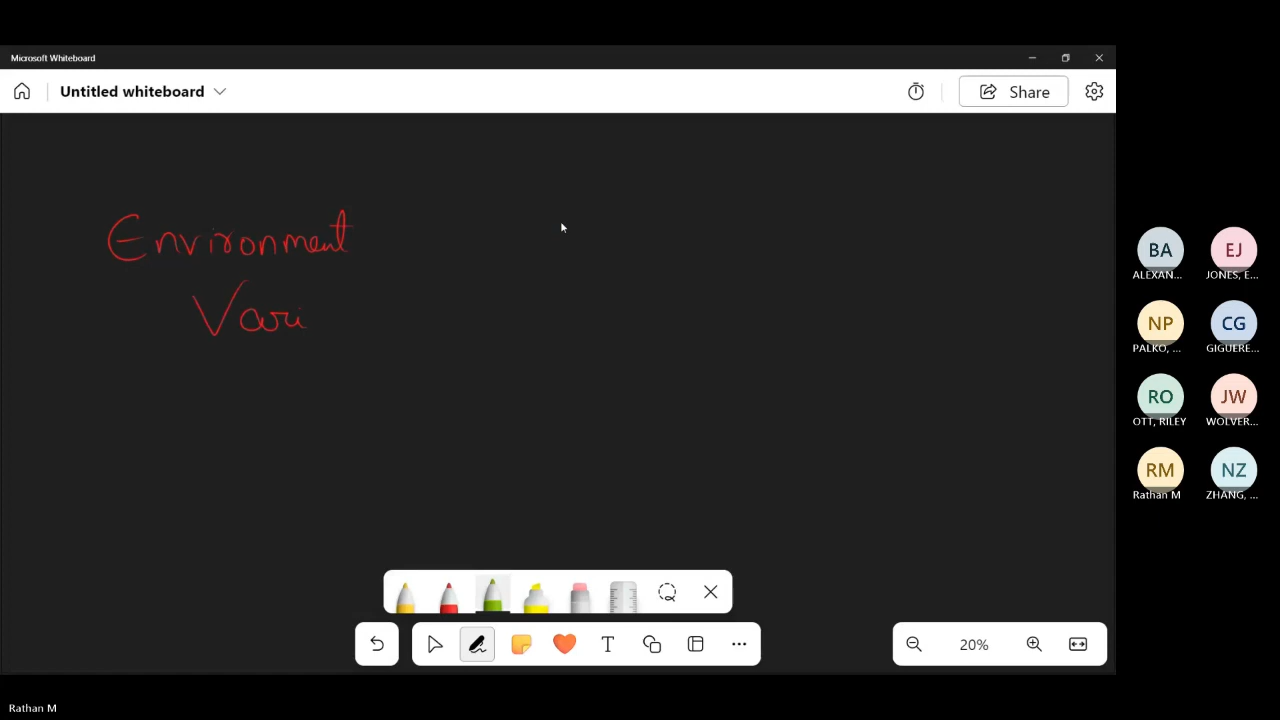 Microsoft Whiteboard
Untitled whiteboard
Share
Environment
Vari
BA
ALEXAN...
EJ
JONES, E...
NP
PALKO, ...
CG
GIGUERE...
RO
OTT, RILEY
JW
WOLVER...
RM
Rathan M
NZ
ZHANG, ...
T
20%
Rathan M